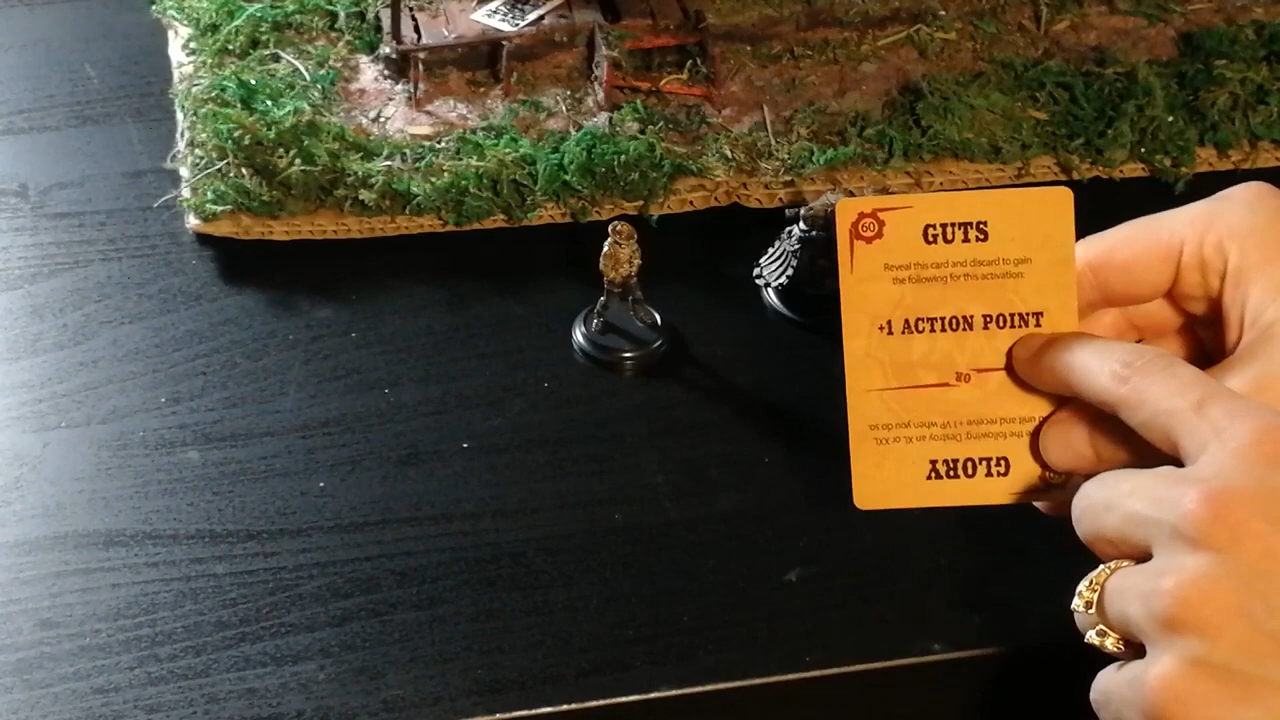 60
GUTS
Reveal this card and discard to gain
the following for this activation:
+1 ACTION POINT
OR
GLORY
the following: Destroy an XL or XXL
unit and receive +1 VP when you do so.